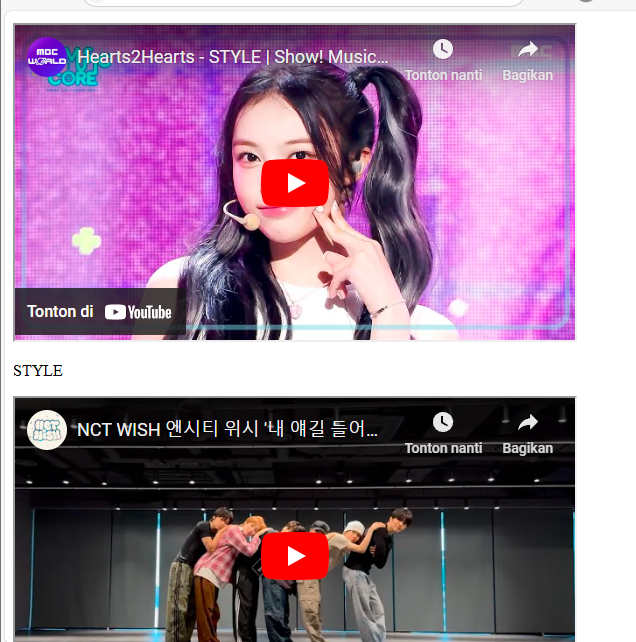 MBC
WORLD
Hearts2Hearts - STYLE | Show! Music...
Tonton nanti
Bagikan
CORE
Tonton di YouTube
STYLE
NCT
WISH
NCT WISH 엔시티 위시 '내 얘길 들어...
Tonton nanti
Bagikan